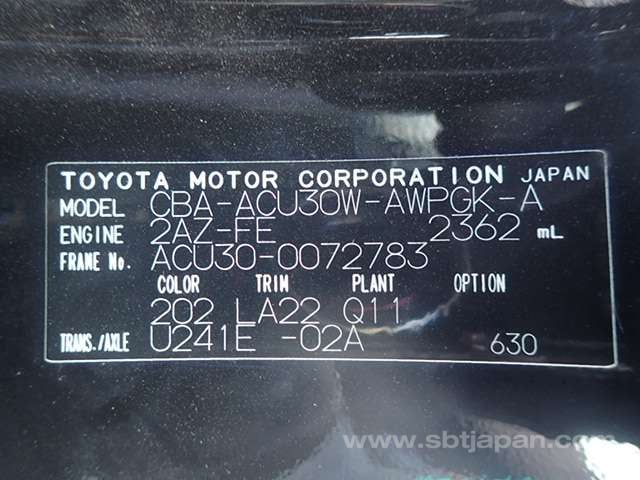 TOYOTA MOTOR CORPORATION JAPAN
MODEL CBA-ACU30W-AWPGK-A
ENGINE 2AZ-FE 2362 mL
FRAME No. ACU30-0072783
COLOR TRIM PLANT OPTION
202 LA22 Q11
TRANS./AXLE U241E -02A 630
www.sbtjapan.com